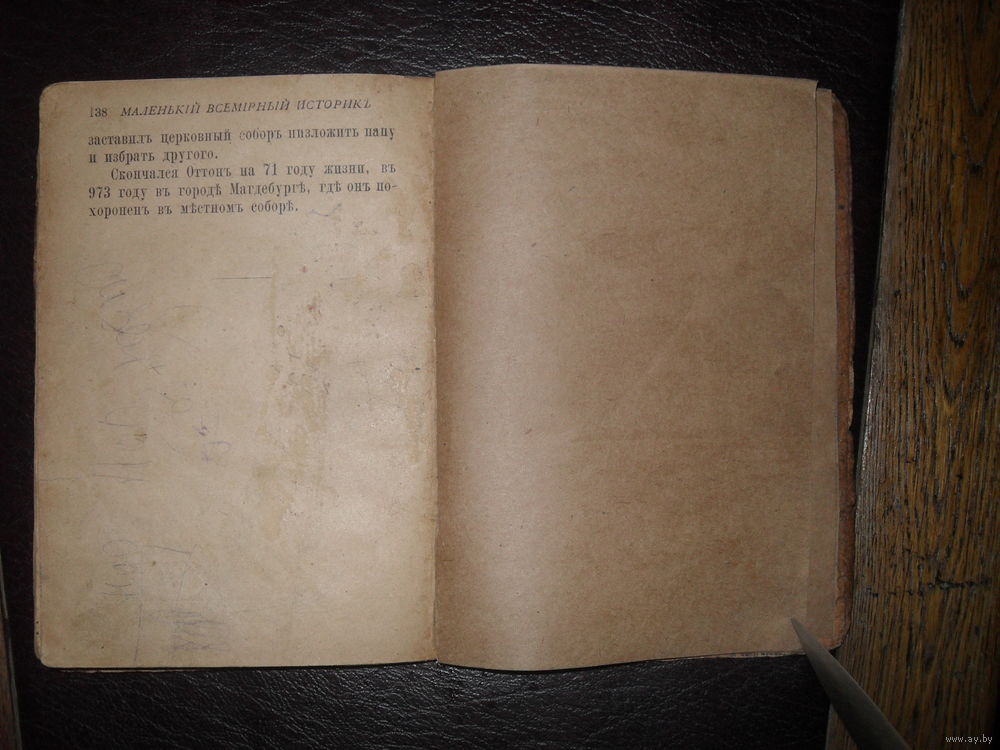 138 МАЛЕНЬКІЙ ВСЕМІРНЫЙ ИСТОРИКЪ
заставилъ церковный соборъ низложить папу
и избрать другого.
Скончался Оттонъ на 71 году жизни, въ
973 году въ городѣ Магдебургѣ, гдѣ онъ по-
хороненъ въ мѣстномъ соборѣ.
www.ay.by